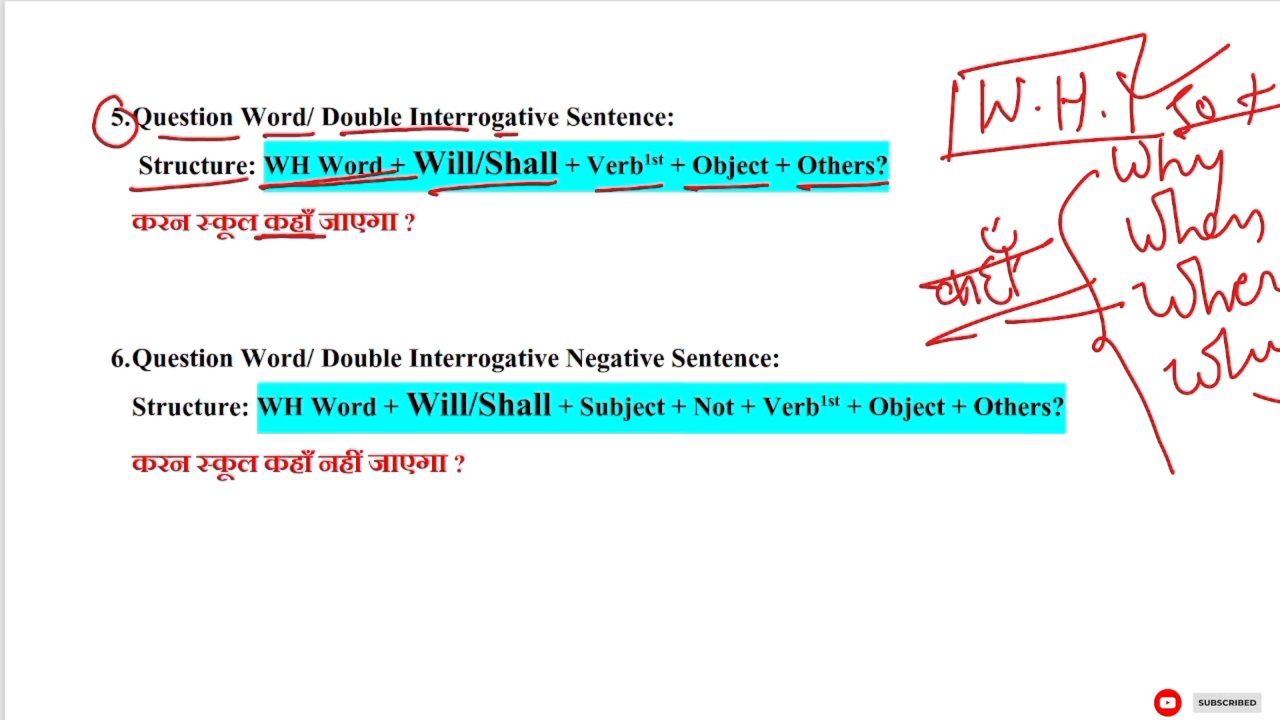 5.Question Word/ Double Interrogative Sentence:
Structure: WH Word + Will/Shall + Verb1st + Object + Others?
करन स्कूल कहाँ जाएगा ?
6.Question Word/ Double Interrogative Negative Sentence:
Structure: WH Word + Will/Shall + Subject + Not + Verb1st + Object + Others?
करन स्कूल कहाँ नहीं जाएगा ?
W.H.
Why
When
Wher
कहाँ
SUBSCRIBED